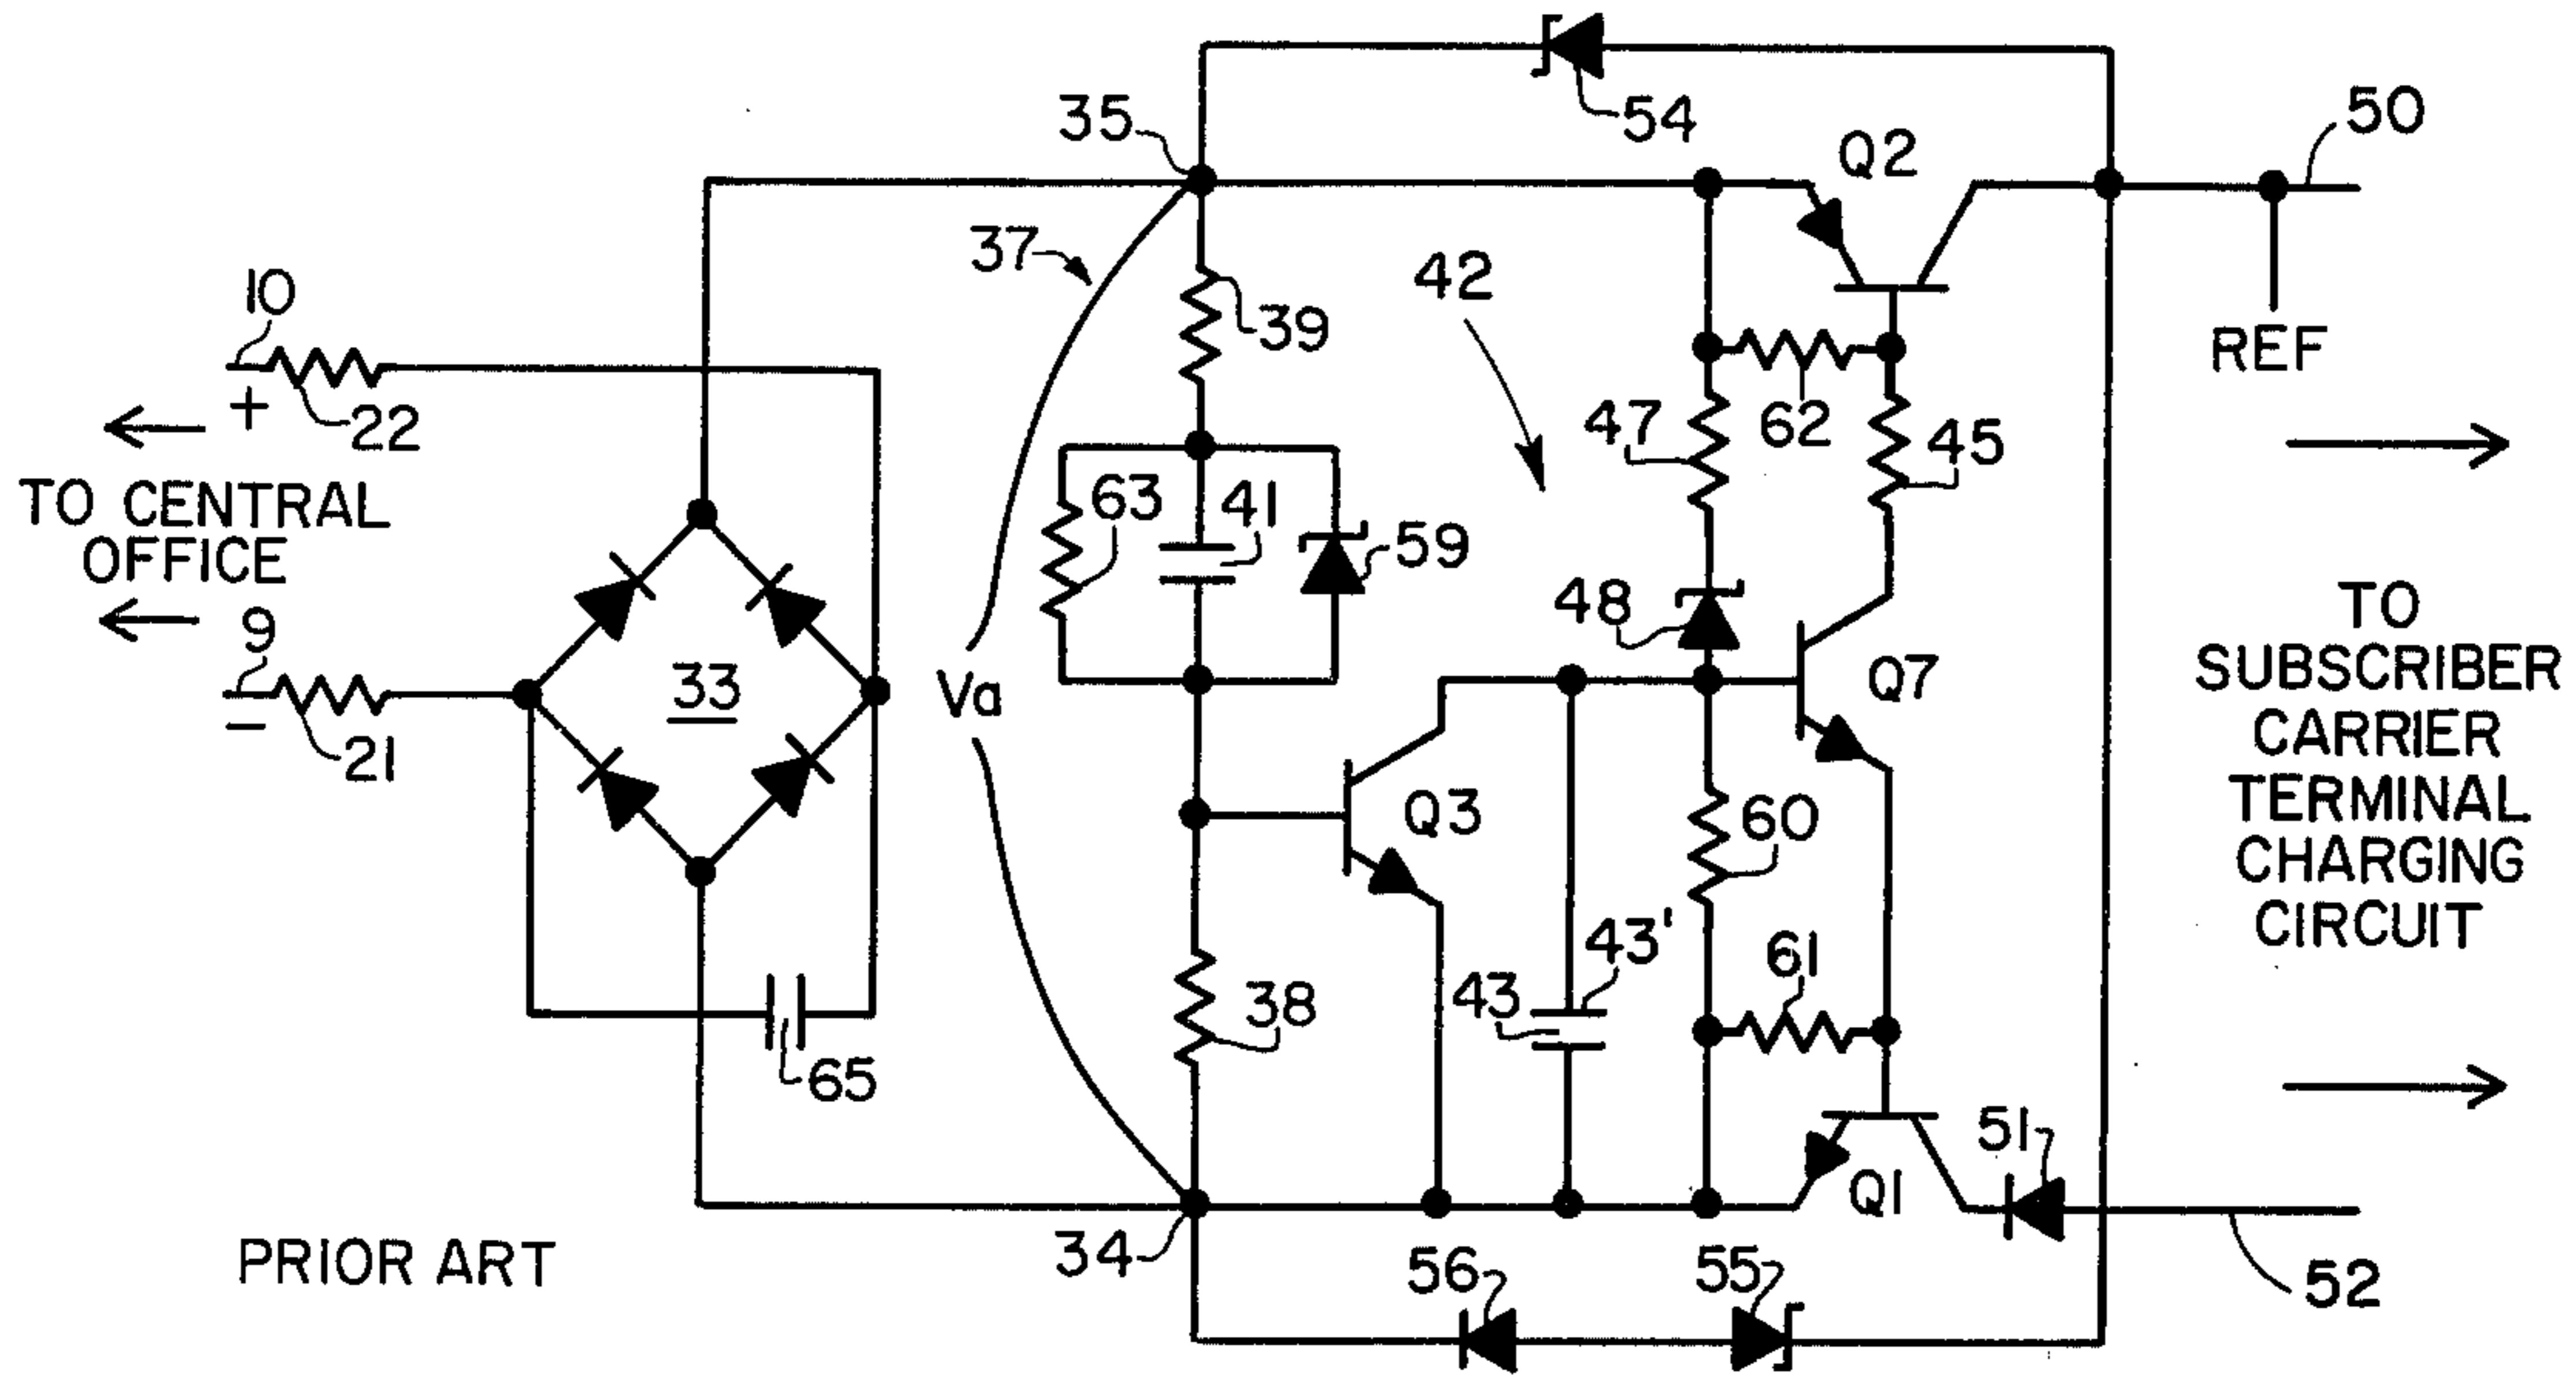 54
35
50
Q2
37
42
10
39
REF
+
22
47
62
45
TO CENTRAL
OFFICE
63
41
59
48
TO
SUBSCRIBER
CARRIER
TERMINAL
CHARGING
CIRCUIT
9
33
Va
Q7
-
21
Q3
60
43'
61
43
38
65
51
Q1
34
PRIOR ART
56
55
52